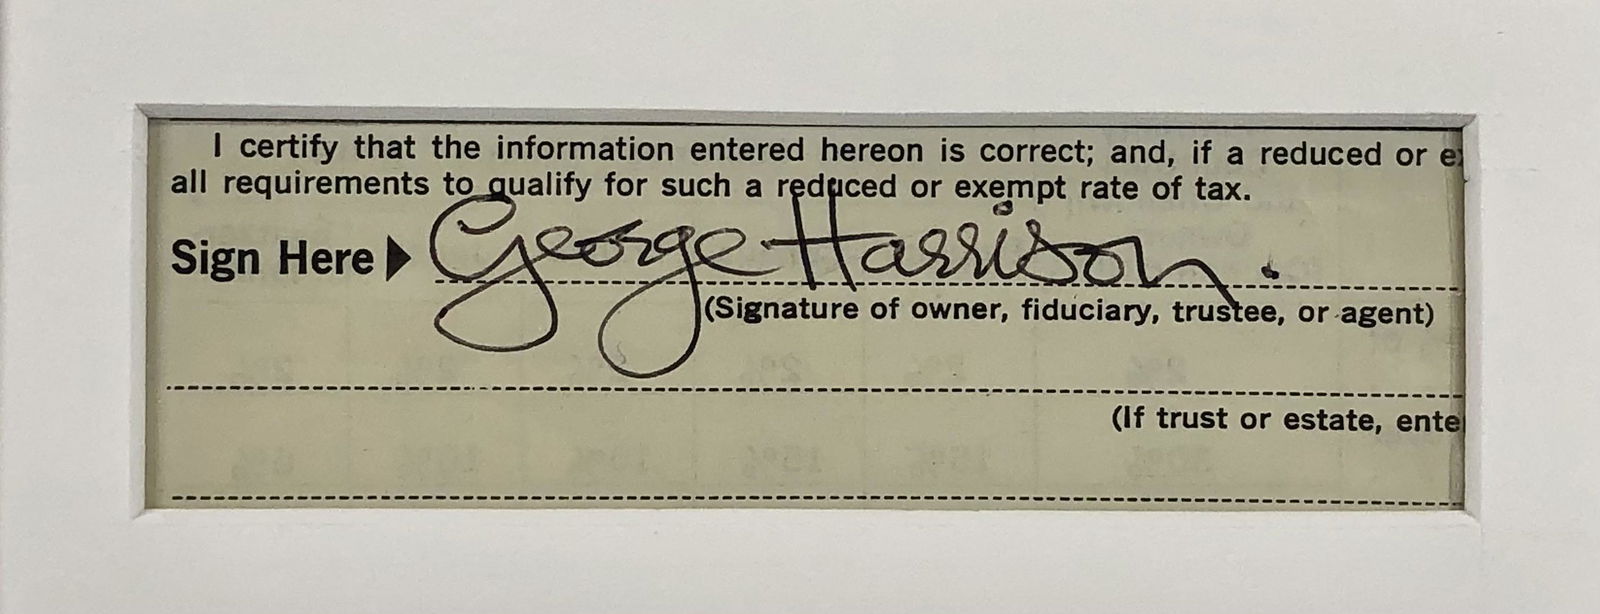 I certify that the information entered hereon is correct; and, if a reduced or
all requirements to qualify for such a reduced or exempt rate of tax.
Sign Here ▶ George Harrison.
(Signature of owner, fiduciary, trustee, or agent)
(If trust or estate,